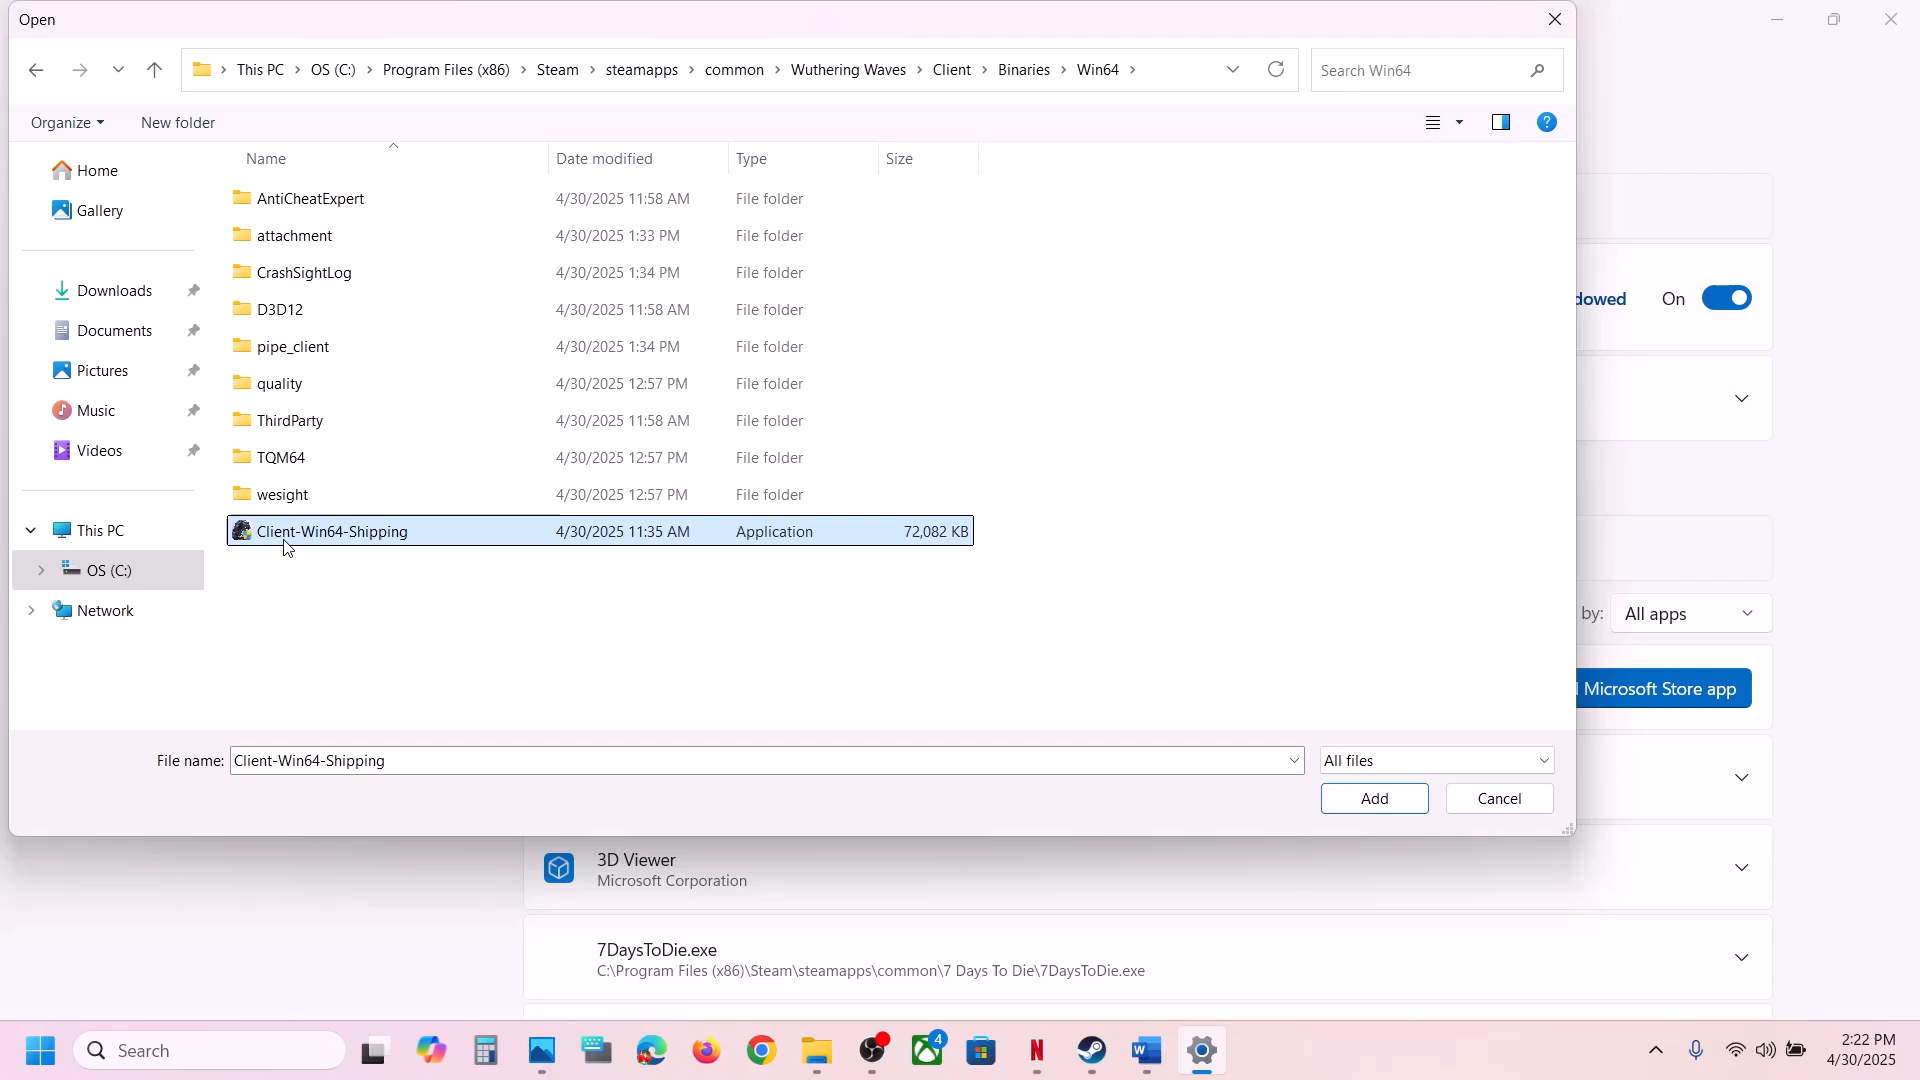 Open
This PC
OS (C:)
Program Files (x86)
Steam
steamapps
common
Wuthering Waves
Client
Binaries
Win64
Search Win64
Organize
New folder
Name
Date modified
Type
Size
Home
Gallery
Downloads
Documents
Pictures
Music
Videos
This PC
OS (C:)
Network
AntiCheatExpert 4/30/2025 11:58 AM File folder
attachment 4/30/2025 1:33 PM File folder
CrashSightLog 4/30/2025 1:34 PM File folder
D3D12 4/30/2025 11:58 AM File folder
pipe_client 4/30/2025 1:34 PM File folder
quality 4/30/2025 12:57 PM File folder
ThirdParty 4/30/2025 11:58 AM File folder
TQM64 4/30/2025 12:57 PM File folder
wesight 4/30/2025 12:57 PM File folder
Client-Win64-Shipping 4/30/2025 11:35 AM Application 72,082 KB
File name: Client-Win64-Shipping
All files
Add
Cancel
dowed
On
by:
All apps
Microsoft Store app
3D Viewer
Microsoft Corporation
7DaysToDie.exe
C:\Program Files (x86)\Steam\steamapps\common\7 Days To Die\7DaysToDie.exe
Search
4
2:22 PM
4/30/2025